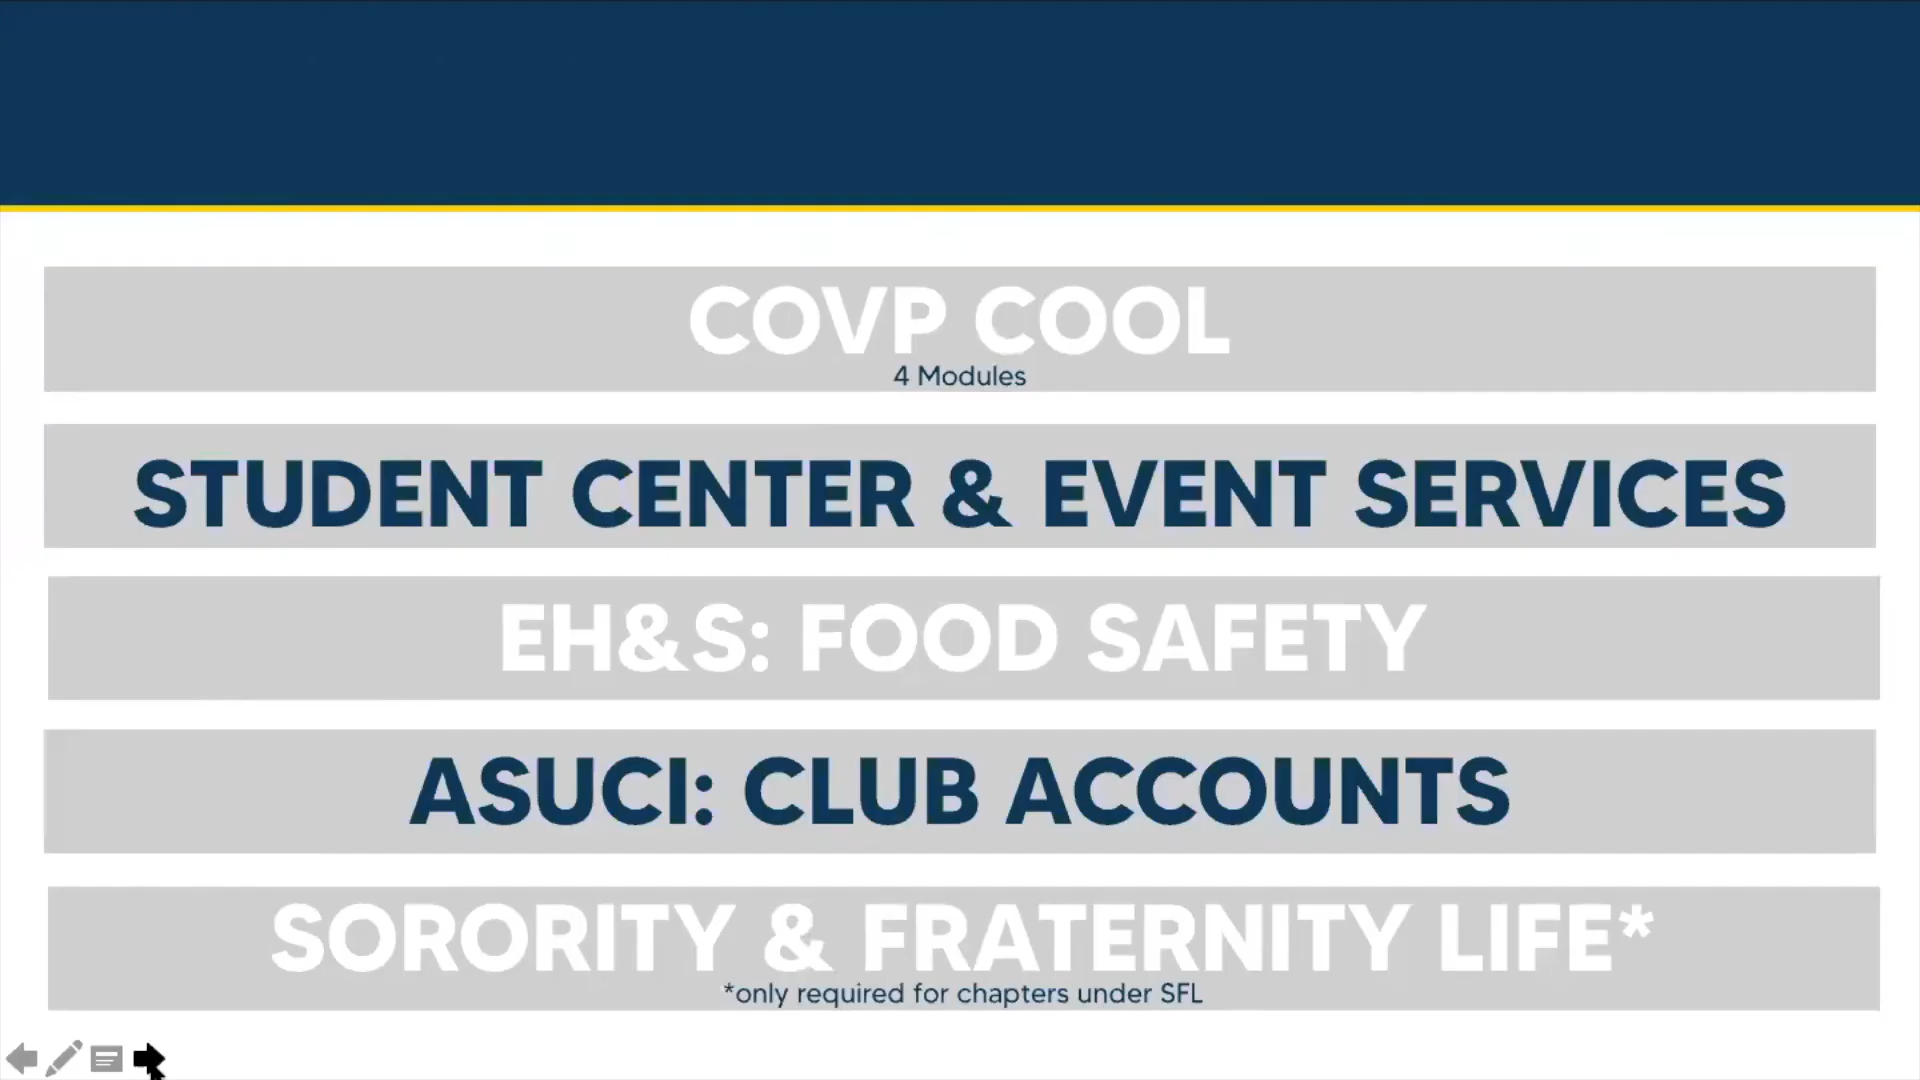 COVP COOL
4 Modules
STUDENT CENTER & EVENT SERVICES
EH&S: FOOD SAFETY
ASUCI: CLUB ACCOUNTS
SORORITY & FRATERNITY LIFE*
*only required for chapters under SFL